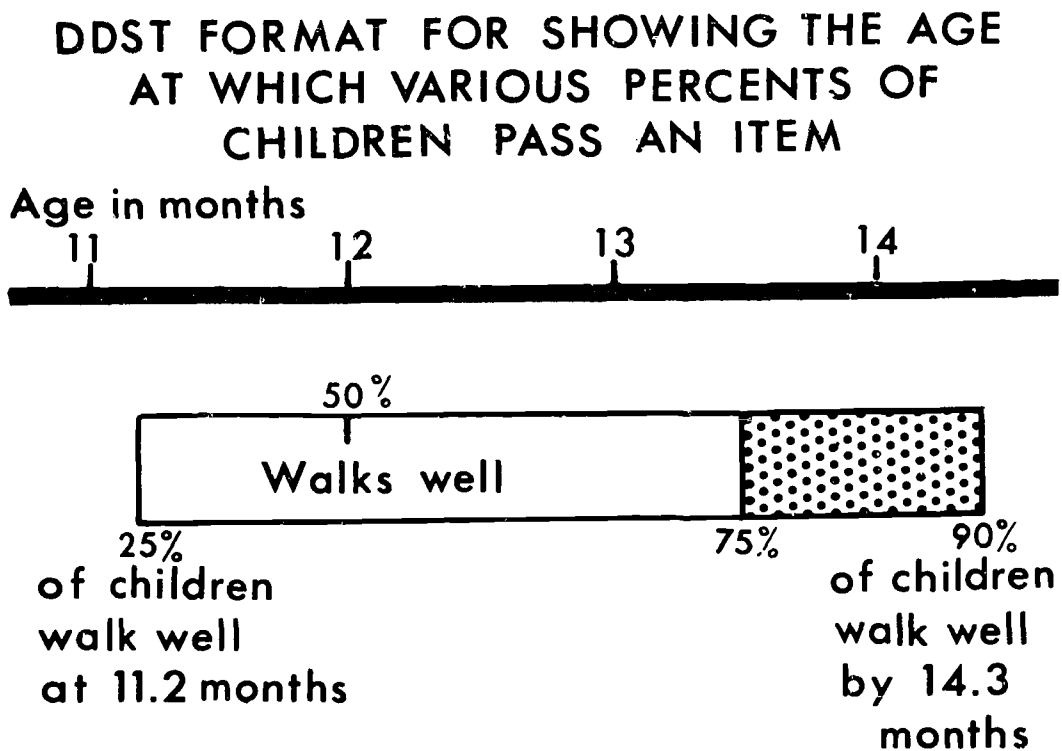 DDST FORMAT FOR SHOWING THE AGE
AT WHICH VARIOUS PERCENTS OF
CHILDREN PASS AN ITEM
Age in months
11 12 13 14
50%
Walks well
25% 75% 90%
of children
walk well
at 11.2 months
of children
walk well
by 14.3
months